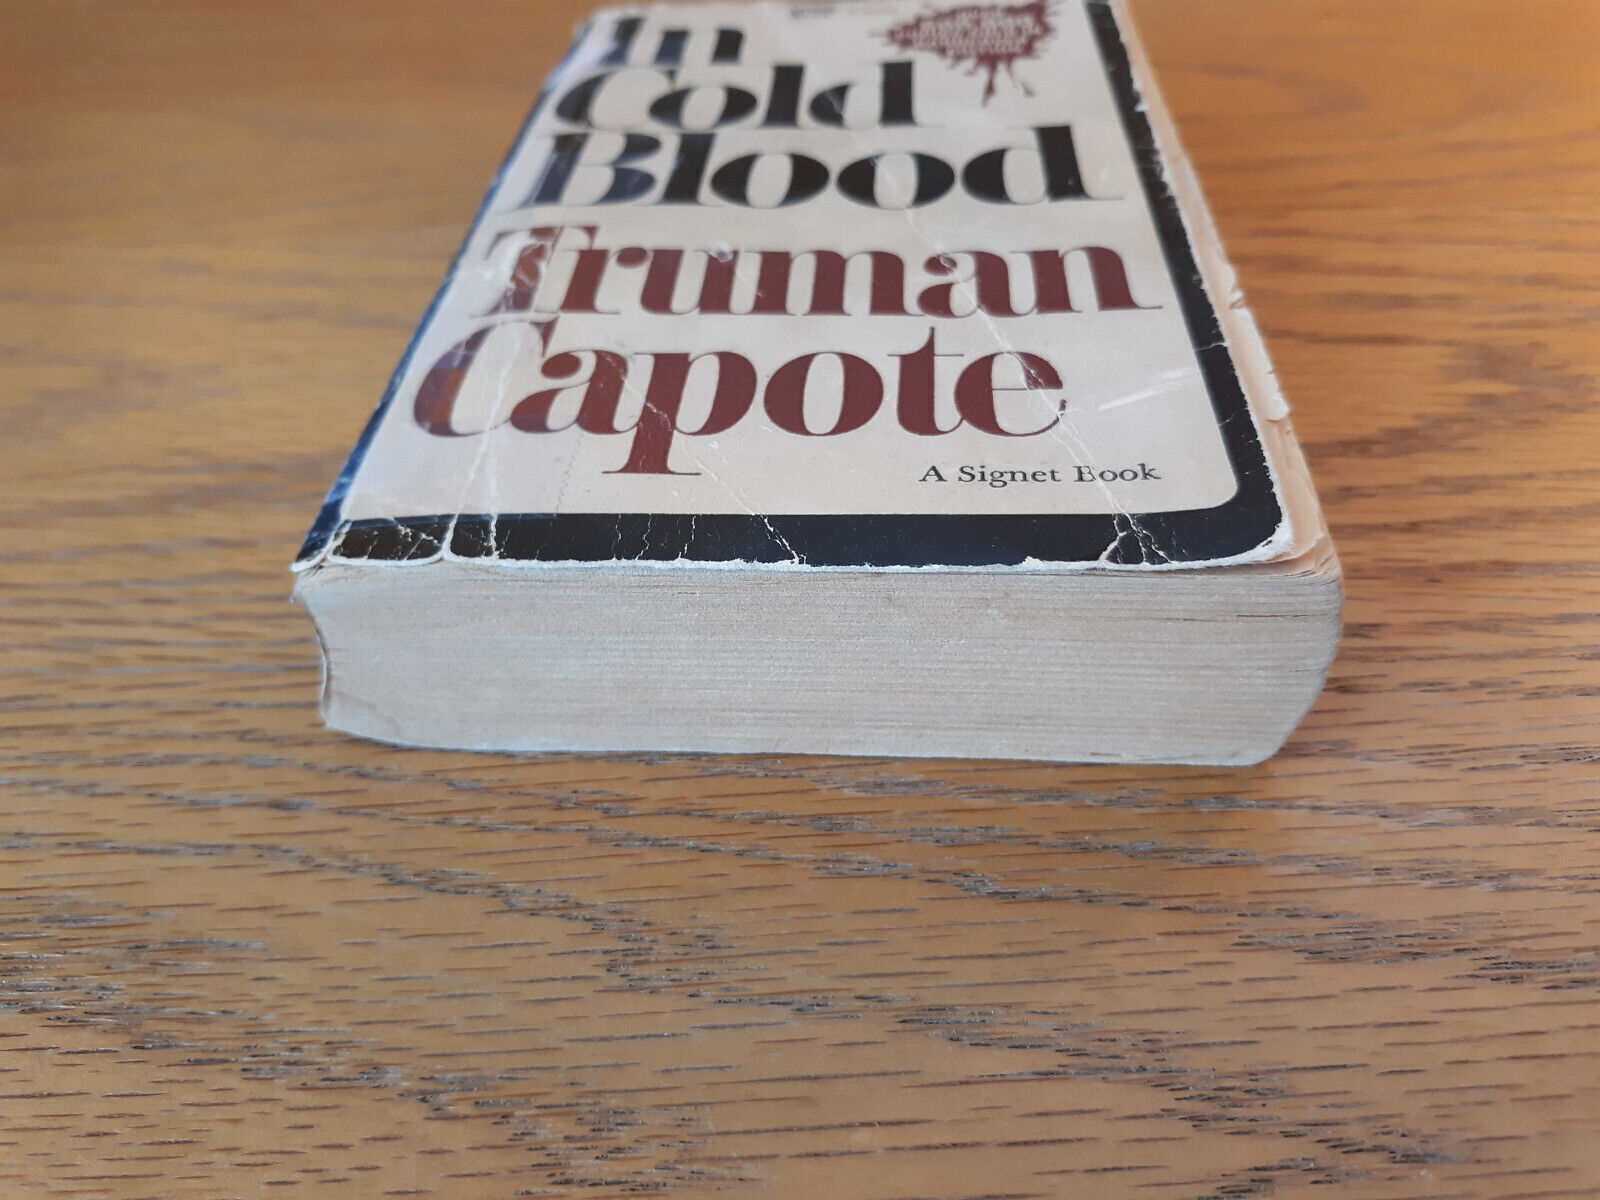 In
Cold
Blood
Truman
Capote
A Signet Book